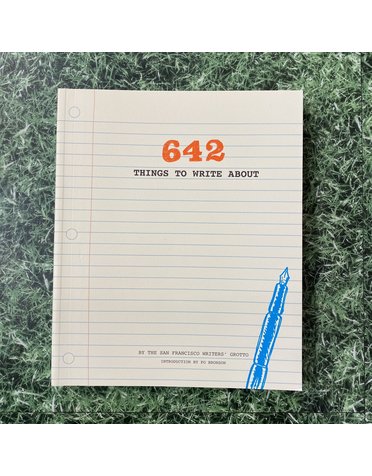 642
THINGS TO WRITE ABOUT
BY THE SAN FRANCISCO WRITERS' GROTTO
INTRODUCTION BY PO BRONSON